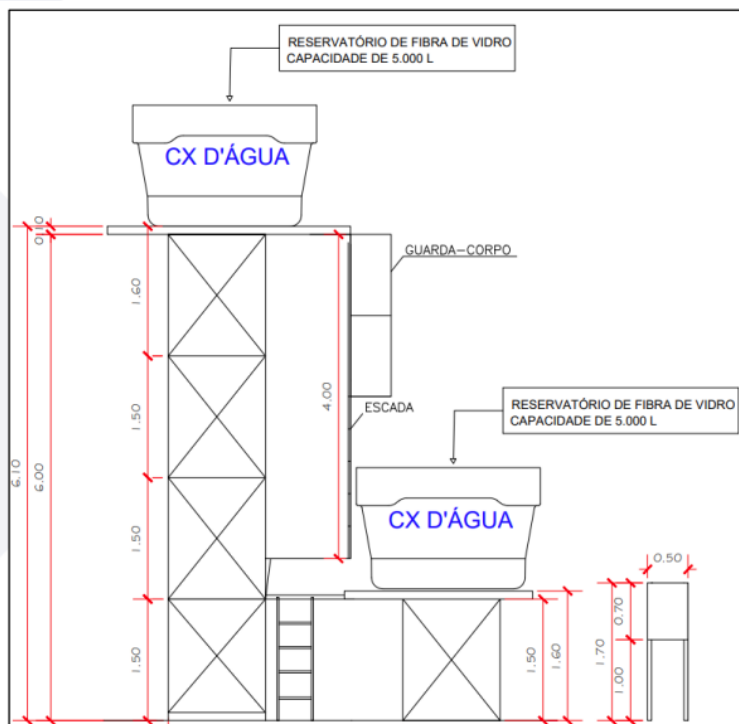 RESERVATÓRIO DE FIBRA DE VIDRO
CAPACIDADE DE 5.000 L
CX D'ÁGUA
0.10
GUARDA-CORPO
1.60
4.00
ESCADA
RESERVATÓRIO DE FIBRA DE VIDRO
CAPACIDADE DE 5.000 L
1.50
6.10
6.00
CX D'ÁGUA
1.50
0.50
0.70
1.50
1.50
1.60
1.70
1.00